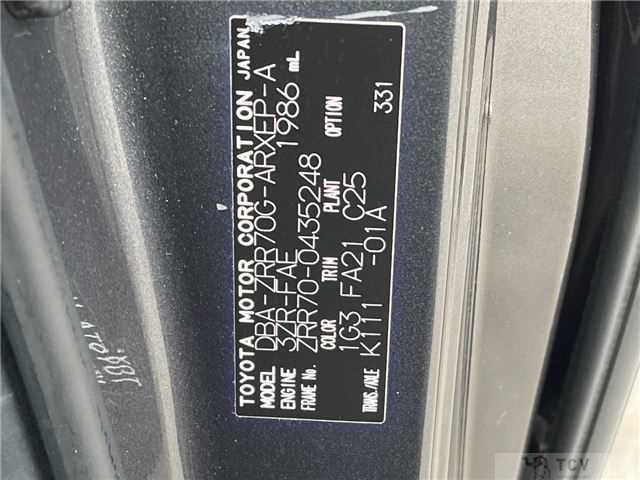 TOYOTA MOTOR CORPORATION JAPAN
MODEL DBA-ZRR70G-ARXEP-A
ENGINE 3ZR-FAE 1986 mL
FRAME No. ZRR70-0435248
COLOR TRIM PLANT OPTION
1G3 FA21 C25 331
TRANS./AXLE K111 -01A
TCV